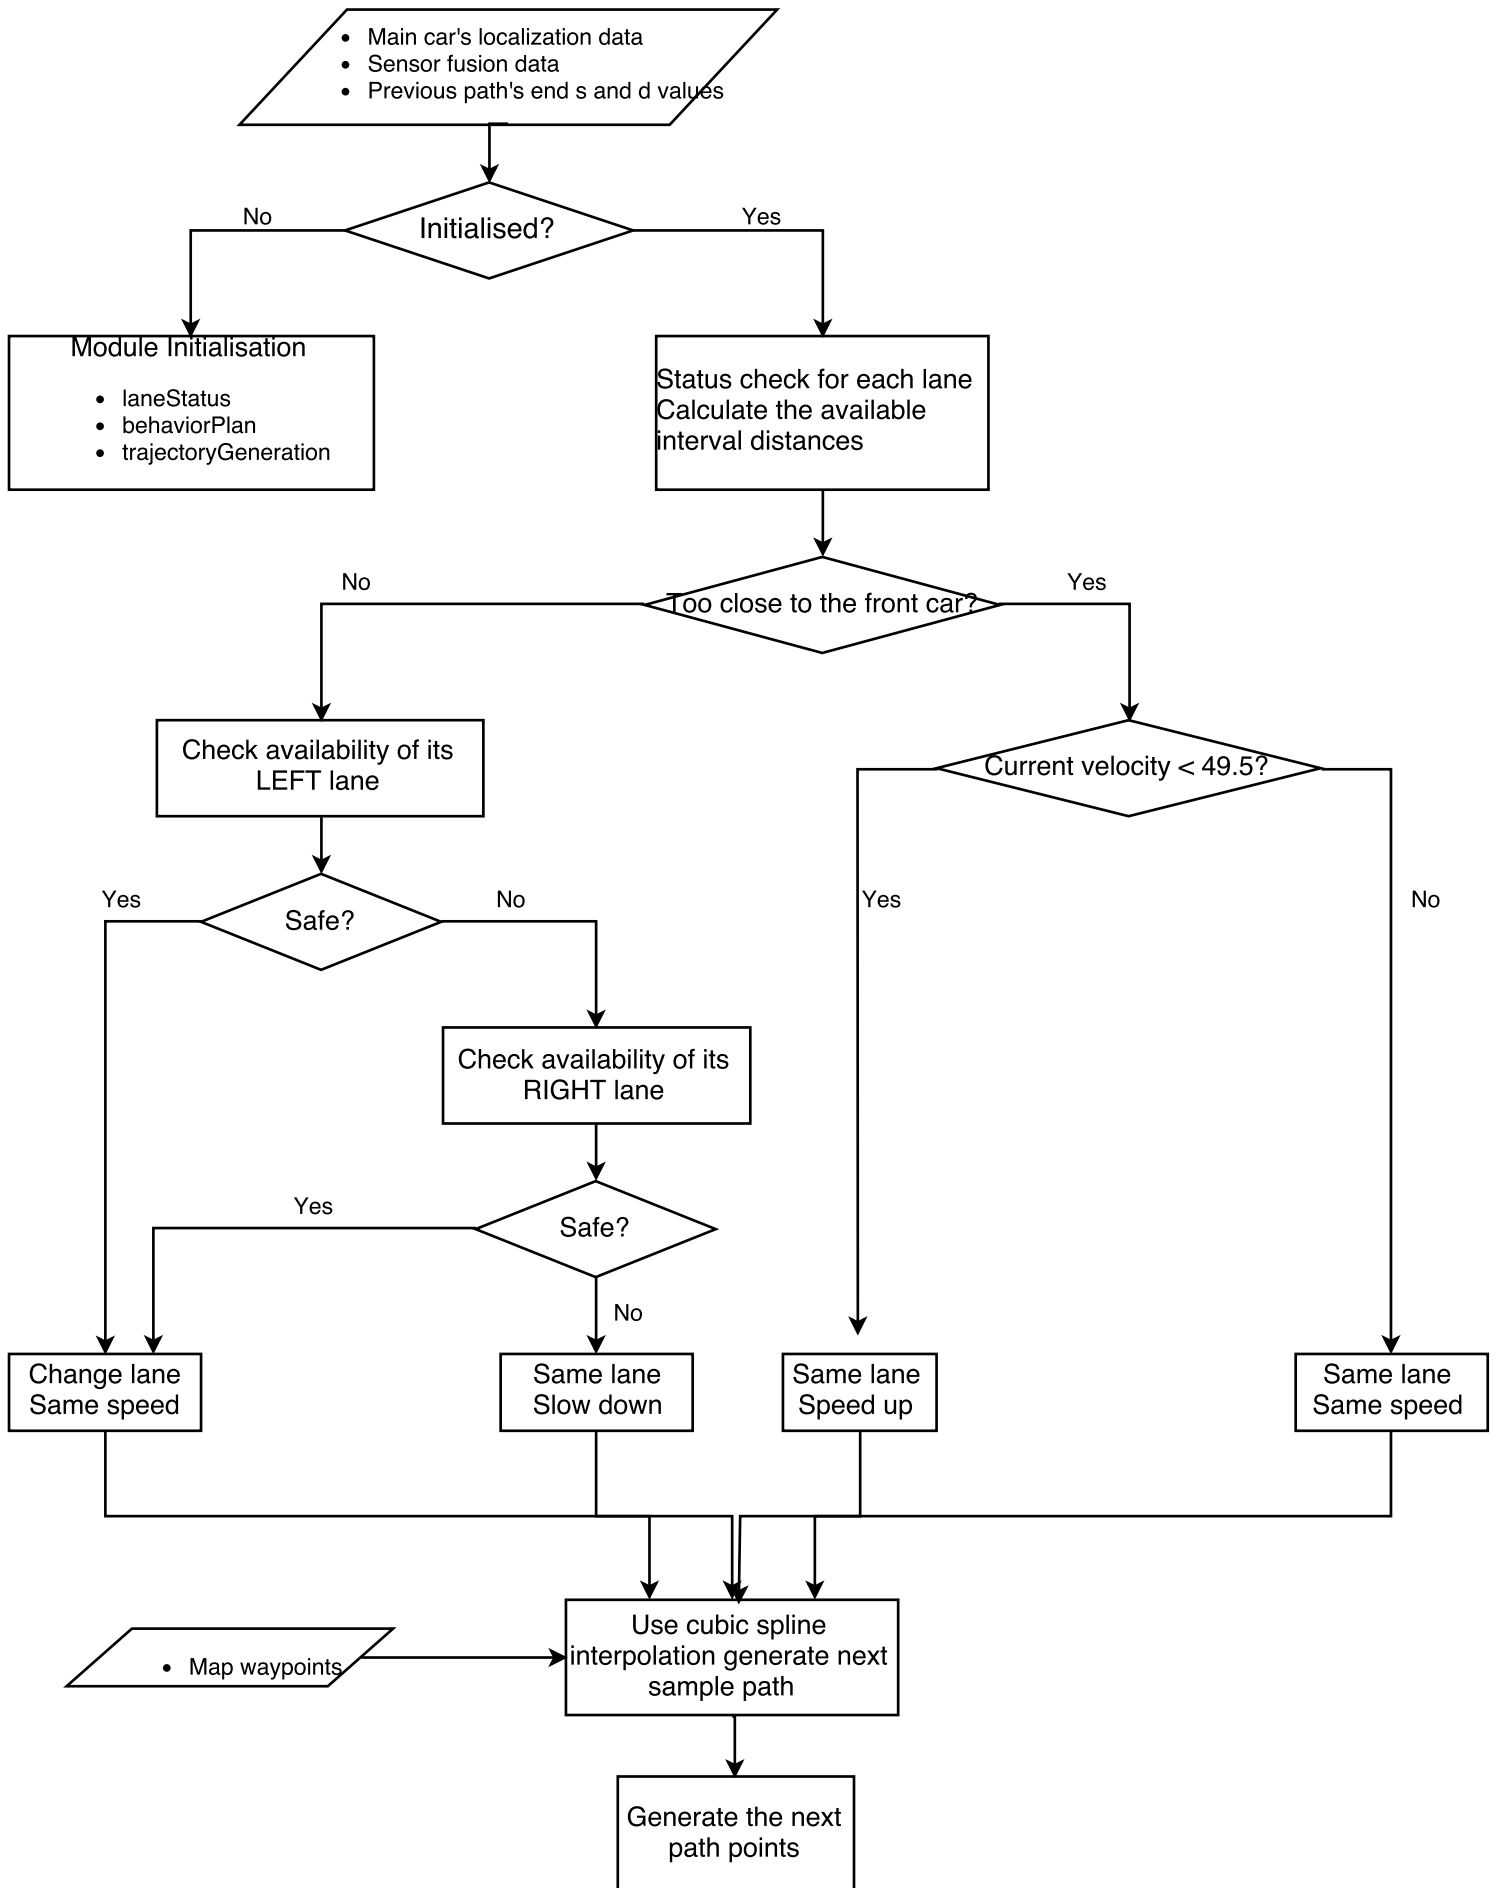 • Main car's localization data
• Sensor fusion data
• Previous path's end s and d values
No
Initialised?
Yes
Module Initialisation
• laneStatus
• behaviorPlan
• trajectoryGeneration
Status check for each lane
Calculate the available
interval distances
No
Too close to the front car?
Yes
Check availability of its
LEFT lane
Current velocity < 49.5?
Yes
Safe?
No
Yes
No
Check availability of its
RIGHT lane
Yes
Safe?
No
Change lane
Same speed
Same lane
Slow down
Same lane
Speed up
Same lane
Same speed
Use cubic spline
interpolation generate next
sample path
• Map waypoints
Generate the next
path points